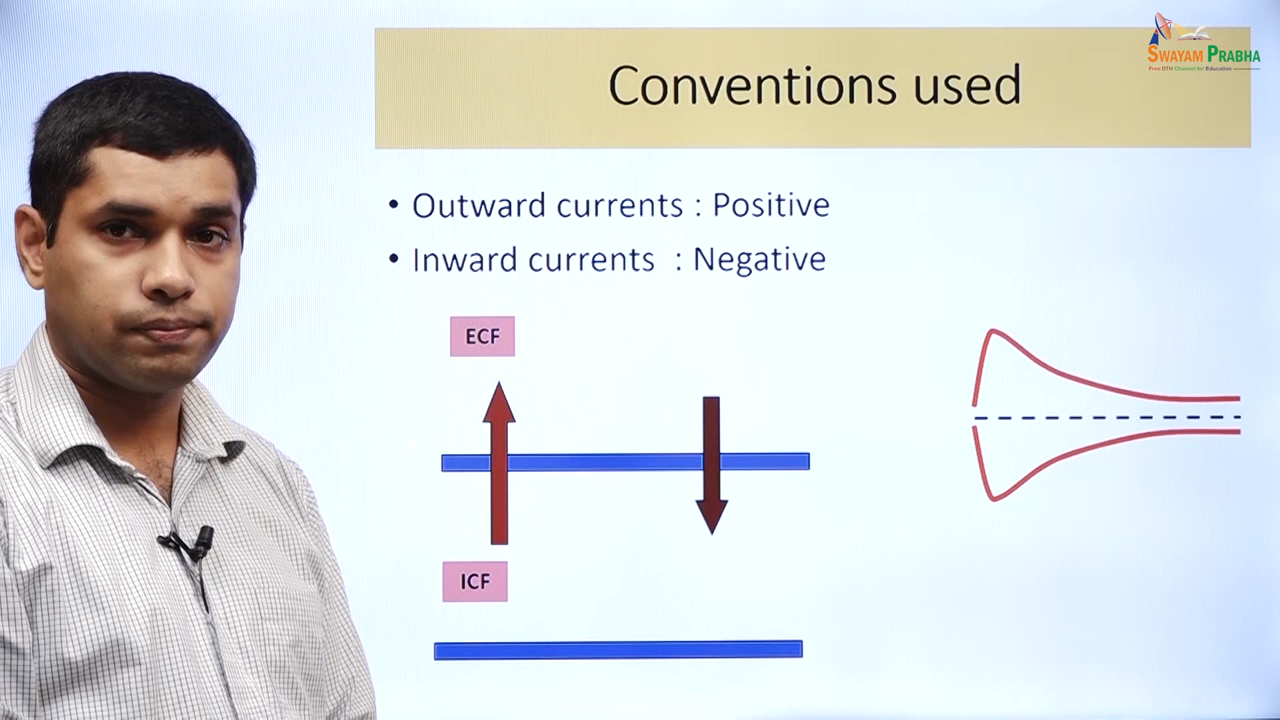 SWAYAM PRABHA
Free DTH Channel for Education
Conventions used
• Outward currents : Positive
• Inward currents : Negative
ECF
ICF